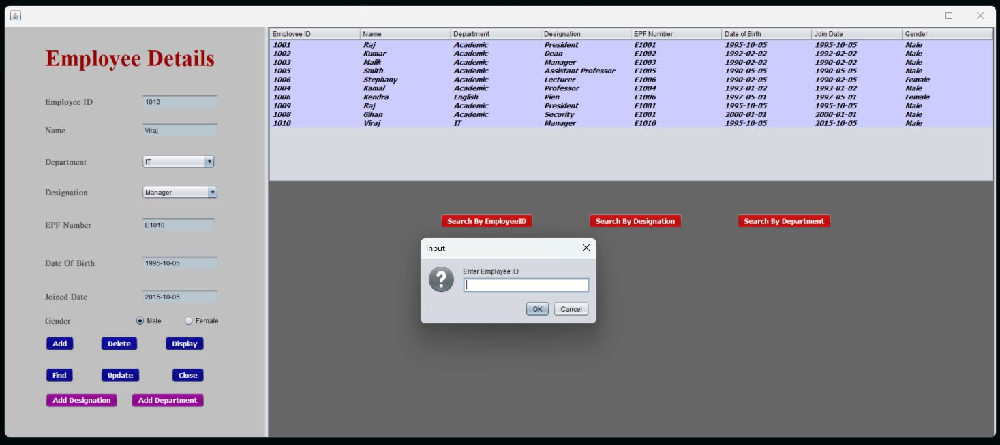 Employee Details
Employee ID 1010
Name Viraj
Department IT
Designation Manager
EPF Number E1010
Date Of Birth 1995-10-05
Joined Date 2015-10-05
Gender Male Female
Add Delete Display
Find Update Close
Add Designation Add Department
Employee ID Name Department Designation EPF Number Date of Birth Join Date Gender
1001 Raj Academic President E1001 1995-10-05 1995-10-05 Male
1002 Kumar Academic Dean E1002 1992-02-02 1992-02-02 Male
1003 Malik Academic Manager E1003 1990-02-02 1990-02-02 Male
1005 Smith Academic Assistant Professor E1005 1990-05-05 1990-05-05 Male
1006 Stephany Academic Lecturer E1006 1990-02-05 1990-02-05 Female
1004 Kamal Academic Professor E1004 1993-01-02 1993-01-02 Male
1006 Kendra English Pien E1006 1997-05-01 1997-05-01 Female
1009 Raj Academic President E1001 1995-10-05 1995-10-05 Male
1008 Gihan Academic Security E1001 2000-01-01 2000-01-01 Male
1010 Viraj IT Manager E1010 1995-10-05 2015-10-05 Male
Search By EmployeeID Search By Designation Search By Department
Input
?
Enter Employee ID
OK Cancel